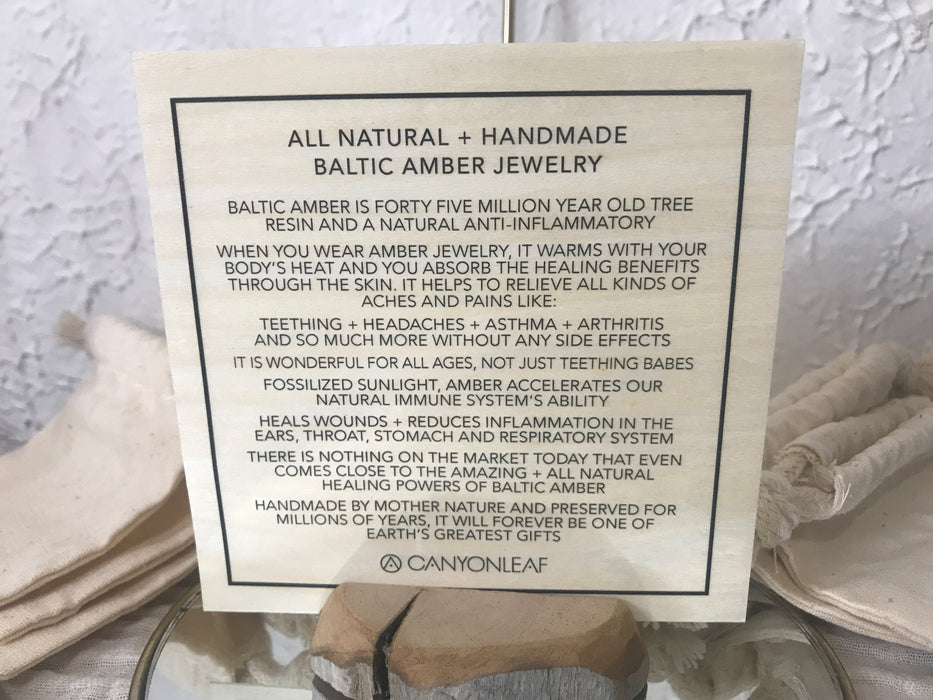 ALL NATURAL + HANDMADE
BALTIC AMBER JEWELRY
BALTIC AMBER IS FORTY FIVE MILLION YEAR OLD TREE
RESIN AND A NATURAL ANTI-INFLAMMATORY
WHEN YOU WEAR AMBER JEWELRY, IT WARMS WITH YOUR
BODY'S HEAT AND YOU ABSORB THE HEALING BENEFITS
THROUGH THE SKIN. IT HELPS TO RELIEVE ALL KINDS OF
ACHES AND PAINS LIKE:
TEETHING + HEADACHES + ASTHMA + ARTHRITIS
AND SO MUCH MORE WITHOUT ANY SIDE EFFECTS
IT IS WONDERFUL FOR ALL AGES, NOT JUST TEETHING BABES
FOSSILIZED SUNLIGHT, AMBER ACCELERATES OUR
NATURAL IMMUNE SYSTEM'S ABILITY
HEALS WOUNDS + REDUCES INFLAMMATION IN THE
EARS, THROAT, STOMACH AND RESPIRATORY SYSTEM
THERE IS NOTHING ON THE MARKET TODAY THAT EVEN
COMES CLOSE TO THE AMAZING + ALL NATURAL
HEALING POWERS OF BALTIC AMBER
HANDMADE BY MOTHER NATURE AND PRESERVED FOR
MILLIONS OF YEARS, IT WILL FOREVER BE ONE OF
EARTH'S GREATEST GIFTS
CANYONLEAF